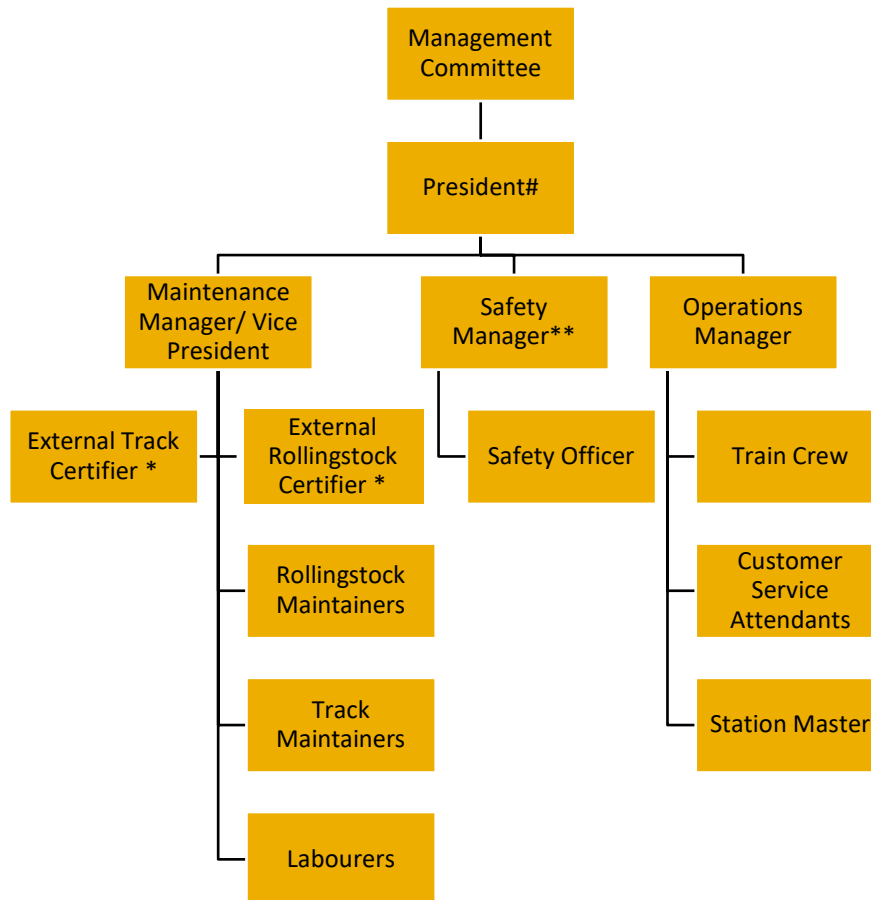 Management
Committee
President#
Maintenance
Manager/ Vice
President
Safety
Manager**
Operations
Manager
External Track
Certifier *
External
Rollingstock
Certifier *
Safety Officer
Train Crew
Rollingstock
Maintainers
Customer
Service
Attendants
Track
Maintainers
Station Master
Labourers